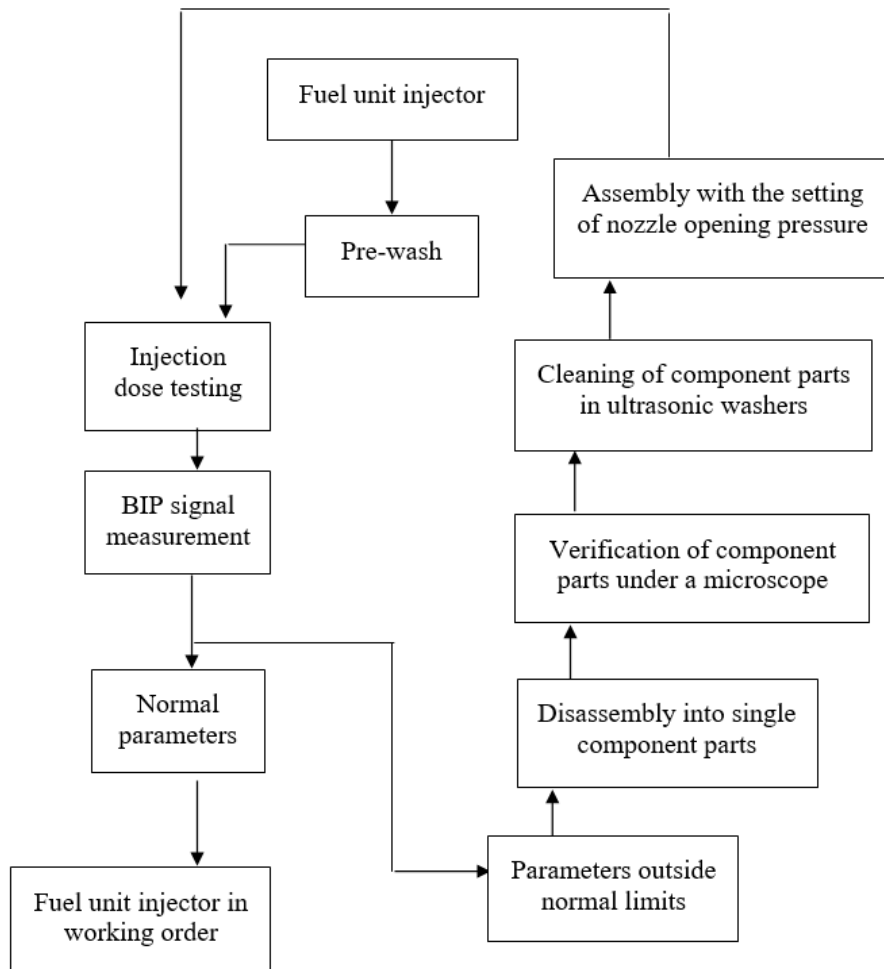 Fuel unit injector
Pre-wash
Injection
dose testing
BIP signal
measurement
Normal
parameters
Fuel unit injector in
working order
Parameters outside
normal limits
Disassembly into single
component parts
Verification of component
parts under a microscope
Cleaning of component parts
in ultrasonic washers
Assembly with the setting
of nozzle opening pressure